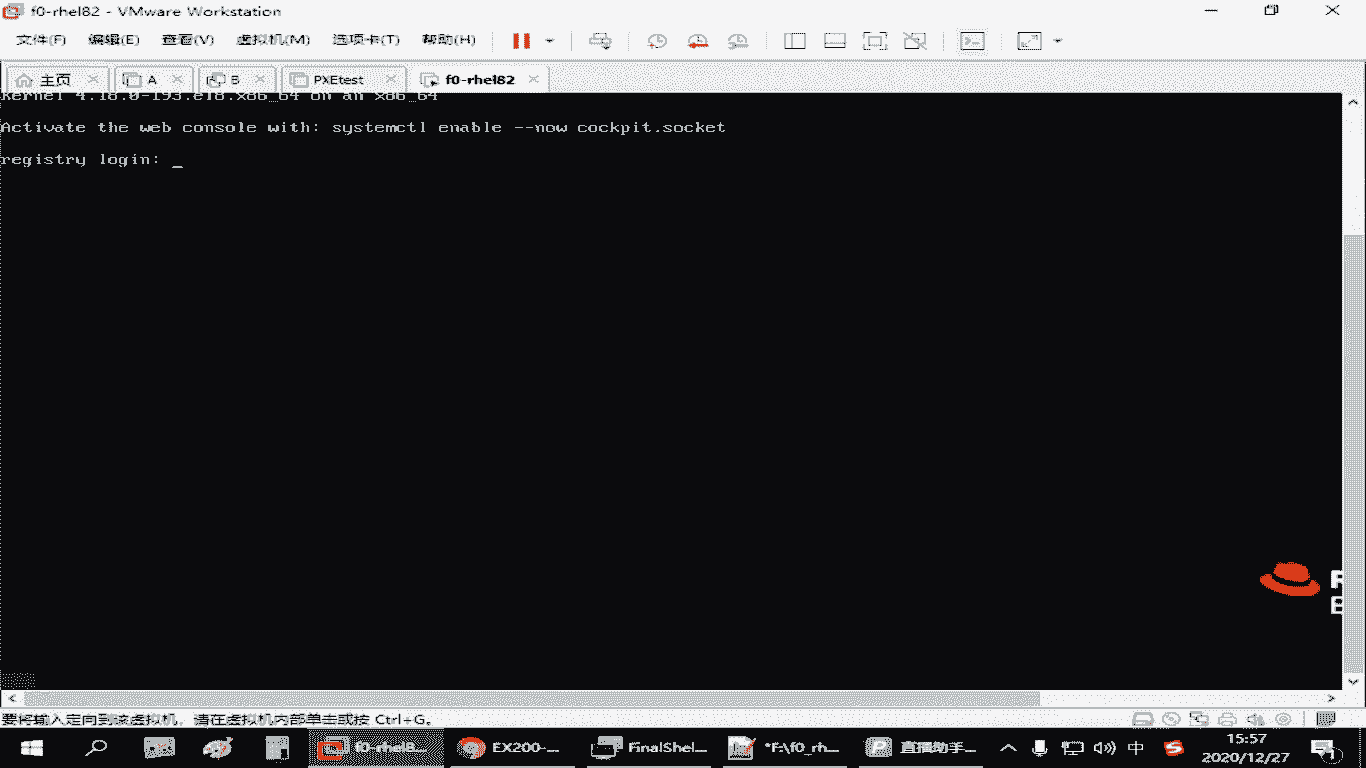 f0-rhel82 - VMware Workstation
文件(F) 编辑(E) 查看(V) 虚拟机(M) 选项卡(T) 帮助(H)
主页 A B PXEtest f0-rhel82
Kernel 4.18.0-193.el8.x86_64 on an x86_64
Activate the web console with: systemctl enable --now cockpit.socket
registry login: _
R
E
要将输入定向到该虚拟机，请在虚拟机内部单击或按 Ctrl+G。
f0-rhel8... EX200-... FinalShel... *F:\f0_rh... 直播助手... 中 15:57
2020/12/27